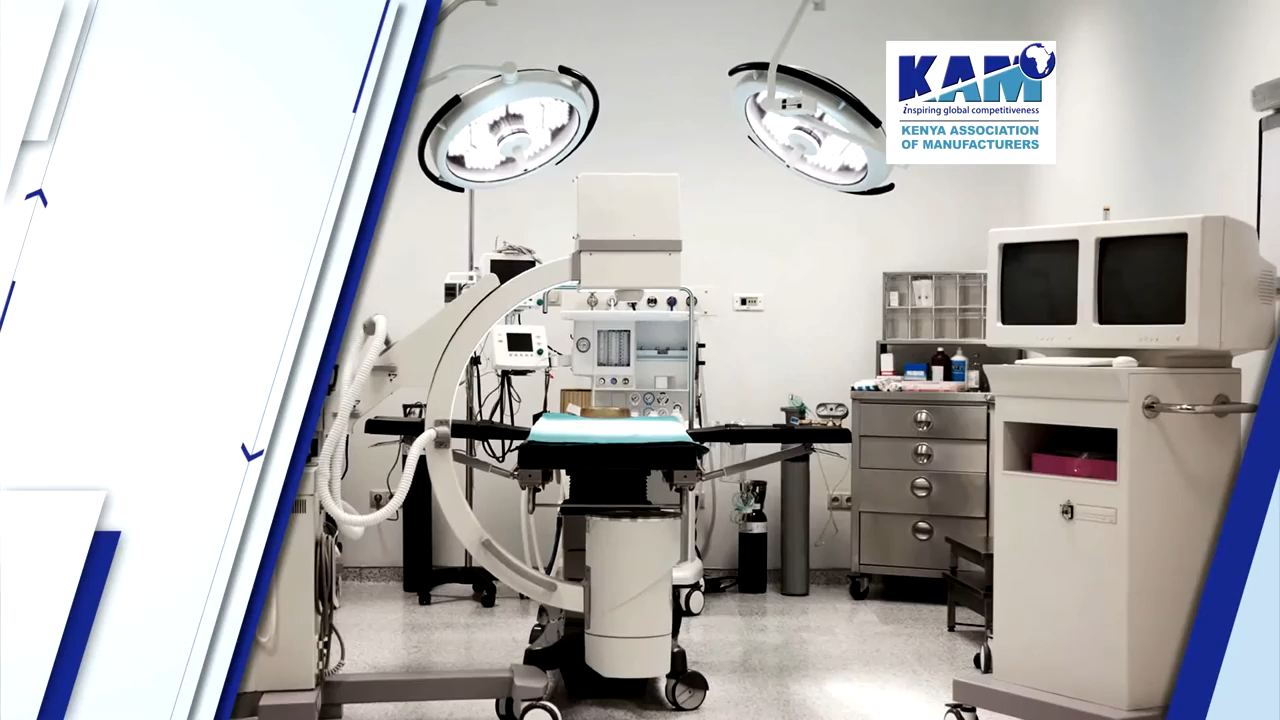 KAM
inspiring global competitiveness
KENYA ASSOCIATION
OF MANUFACTURERS